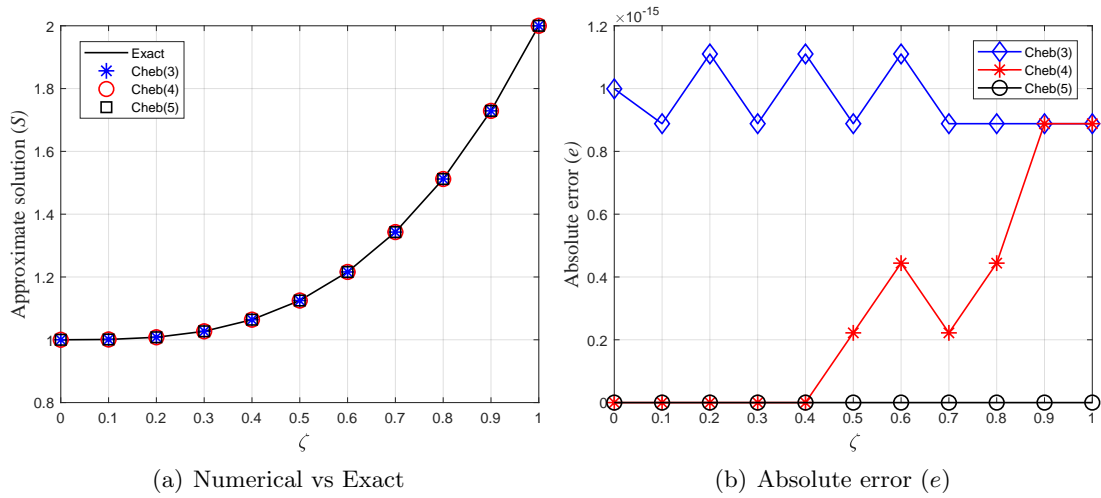 2
1.8
1.6
1.4
1.2
1
0.8
Approximate solution (S)
Exact
Cheb(3)
Cheb(4)
Cheb(5)
0 0.1 0.2 0.3 0.4 0.5 0.6 0.7 0.8 0.9 1
ζ
(a) Numerical vs Exact
×10-15
1.2
1
0.8
0.6
0.4
0.2
0
Absolute error (e)
Cheb(3)
Cheb(4)
Cheb(5)
0 0.1 0.2 0.3 0.4 0.5 0.6 0.7 0.8 0.9 1
ζ
(b) Absolute error (e)